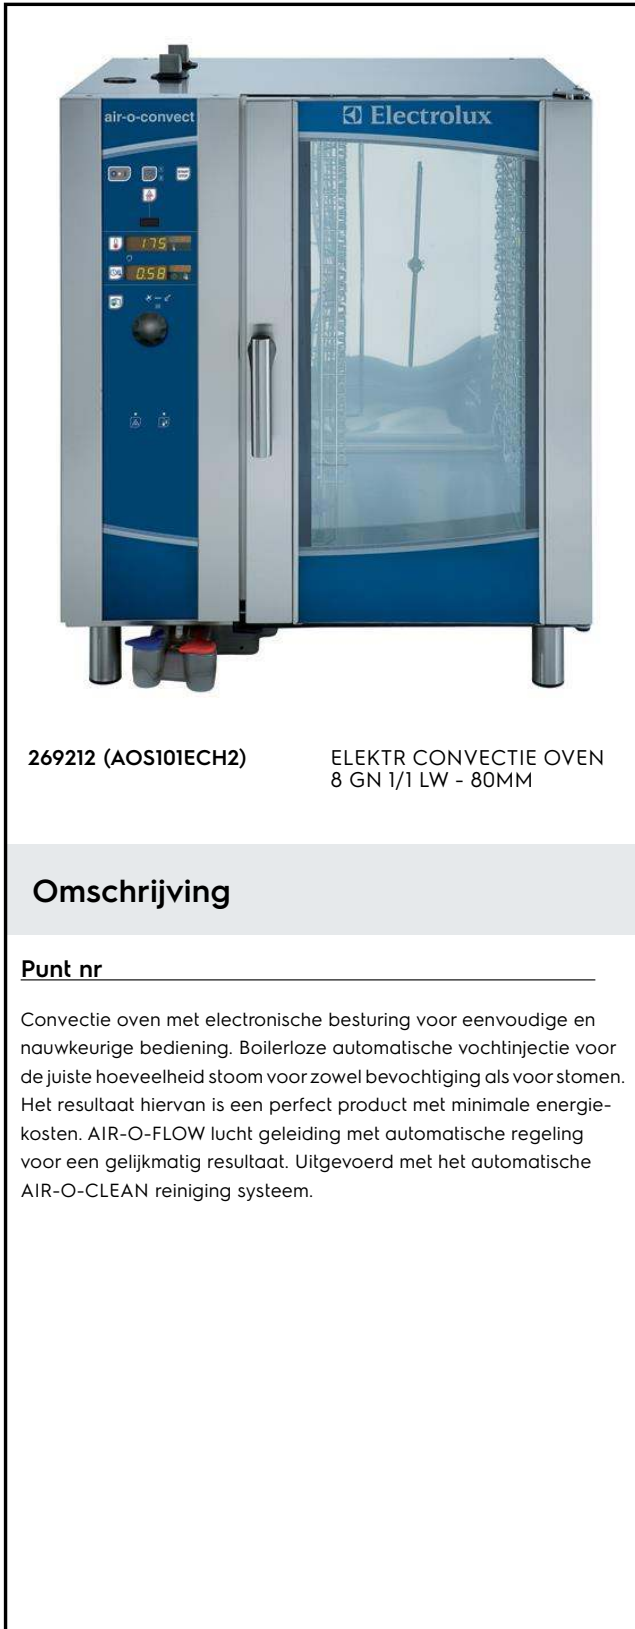 air-o-convect
Electrolux
175
0.58
269212 (AOS101ECH2)
ELEKTR CONVECTIE OVEN
8 GN 1/1 LW - 80MM
Omschrijving
Punt nr
Convectie oven met electronische besturing voor eenvoudige en
nauwkeurige bediening. Boilerloze automatische vochtinjectie voor
de juiste hoeveelheid stoom voor zowel bevochtiging als voor stomen.
Het resultaat hiervan is een perfect product met minimale energie-
kosten. AIR-O-FLOW lucht geleiding met automatische regeling
voor een gelijkmatig resultaat. Uitgevoerd met het automatische
AIR-O-CLEAN reiniging systeem.